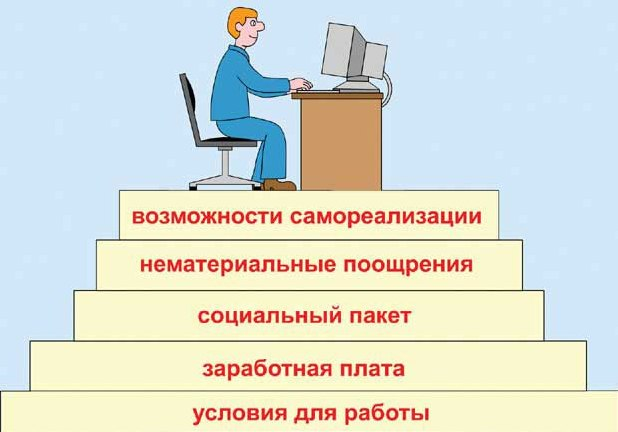 возможности самореализации
нематериальные поощрения
социальный пакет
заработная плата
условия для работы